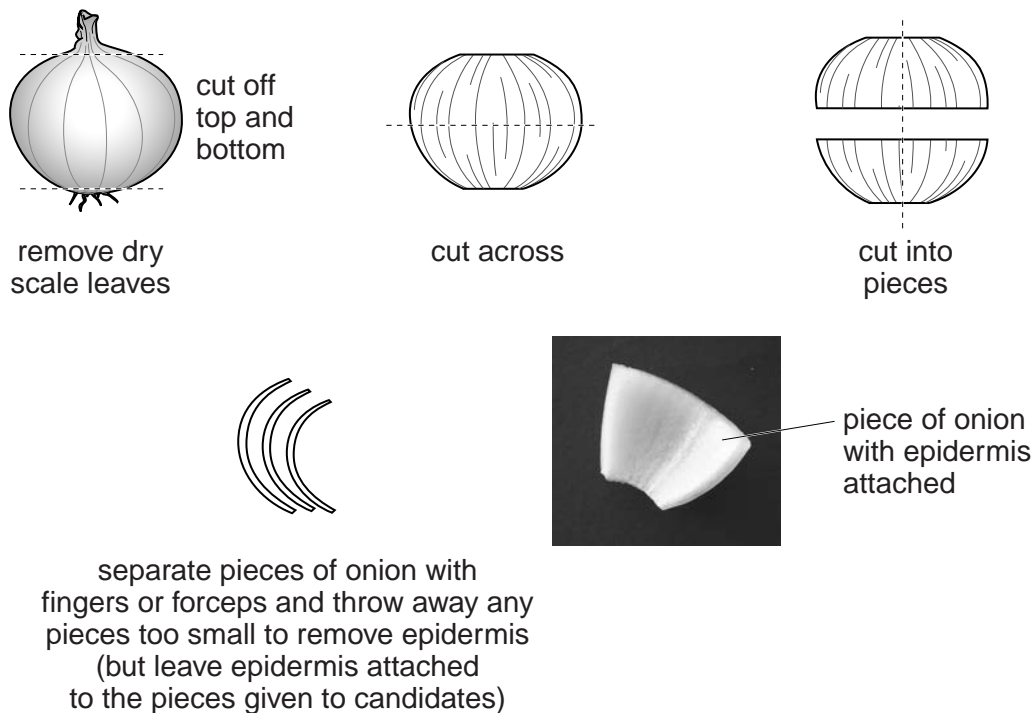 cut off
top and
bottom
remove dry
scale leaves
cut across
cut into
pieces
piece of onion
with epidermis
attached
separate pieces of onion with
fingers or forceps and throw away any
pieces too small to remove epidermis
(but leave epidermis attached
to the pieces given to candidates)